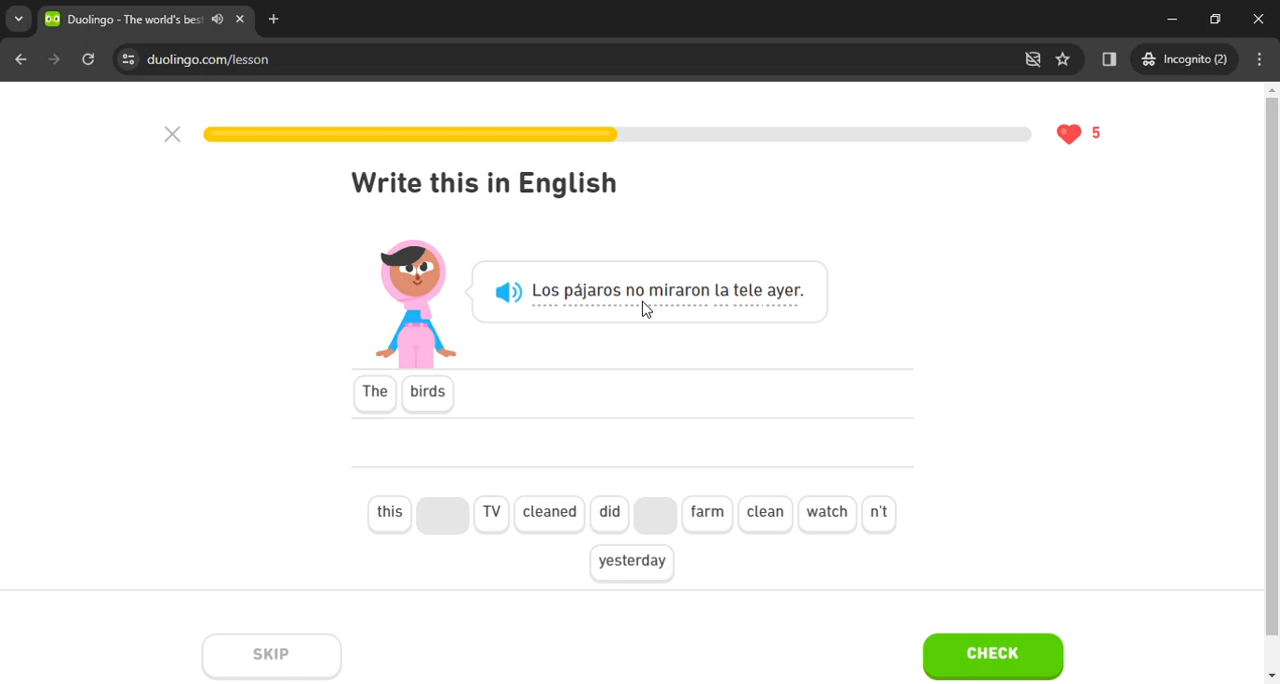 Duolingo - The world's bes
duolingo.com/lesson
Incognito (2)
5
Write this in English
Los pájaros no miraron la tele ayer.
The birds
this TV cleaned did farm clean watch n't
yesterday
SKIP
CHECK